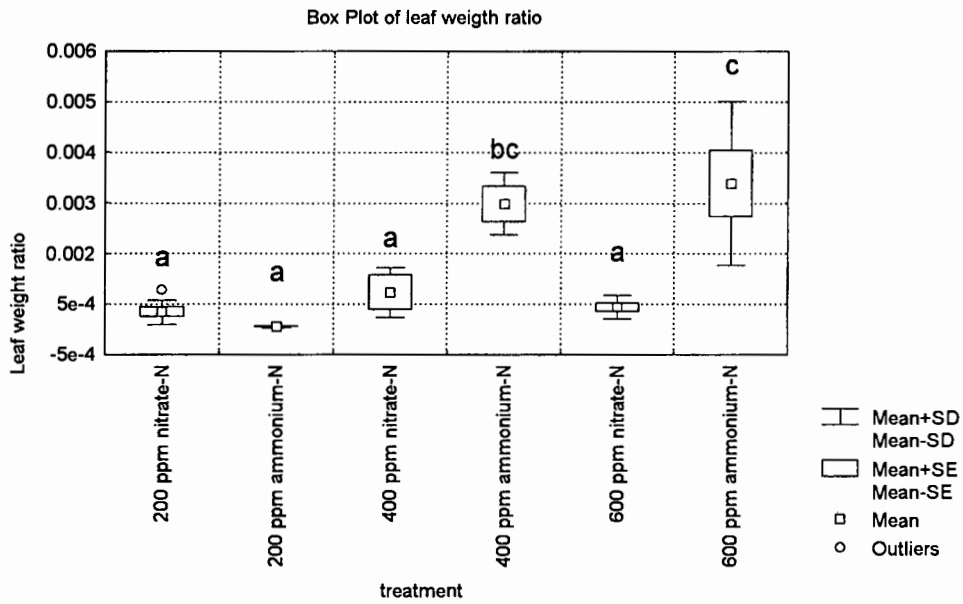 Box Plot of leaf weigth ratio
0.006
0.005
0.004
0.003
0.002
5e-4
-5e-4
Leaf weight ratio
a
a
a
bc
a
c
200 ppm nitrate-N
200 ppm ammonium-N
400 ppm nitrate-N
400 ppm ammonium-N
600 ppm nitrate-N
600 ppm ammonium-N
treatment
Mean+SD
Mean-SD
Mean+SE
Mean-SE
Mean
Outliers